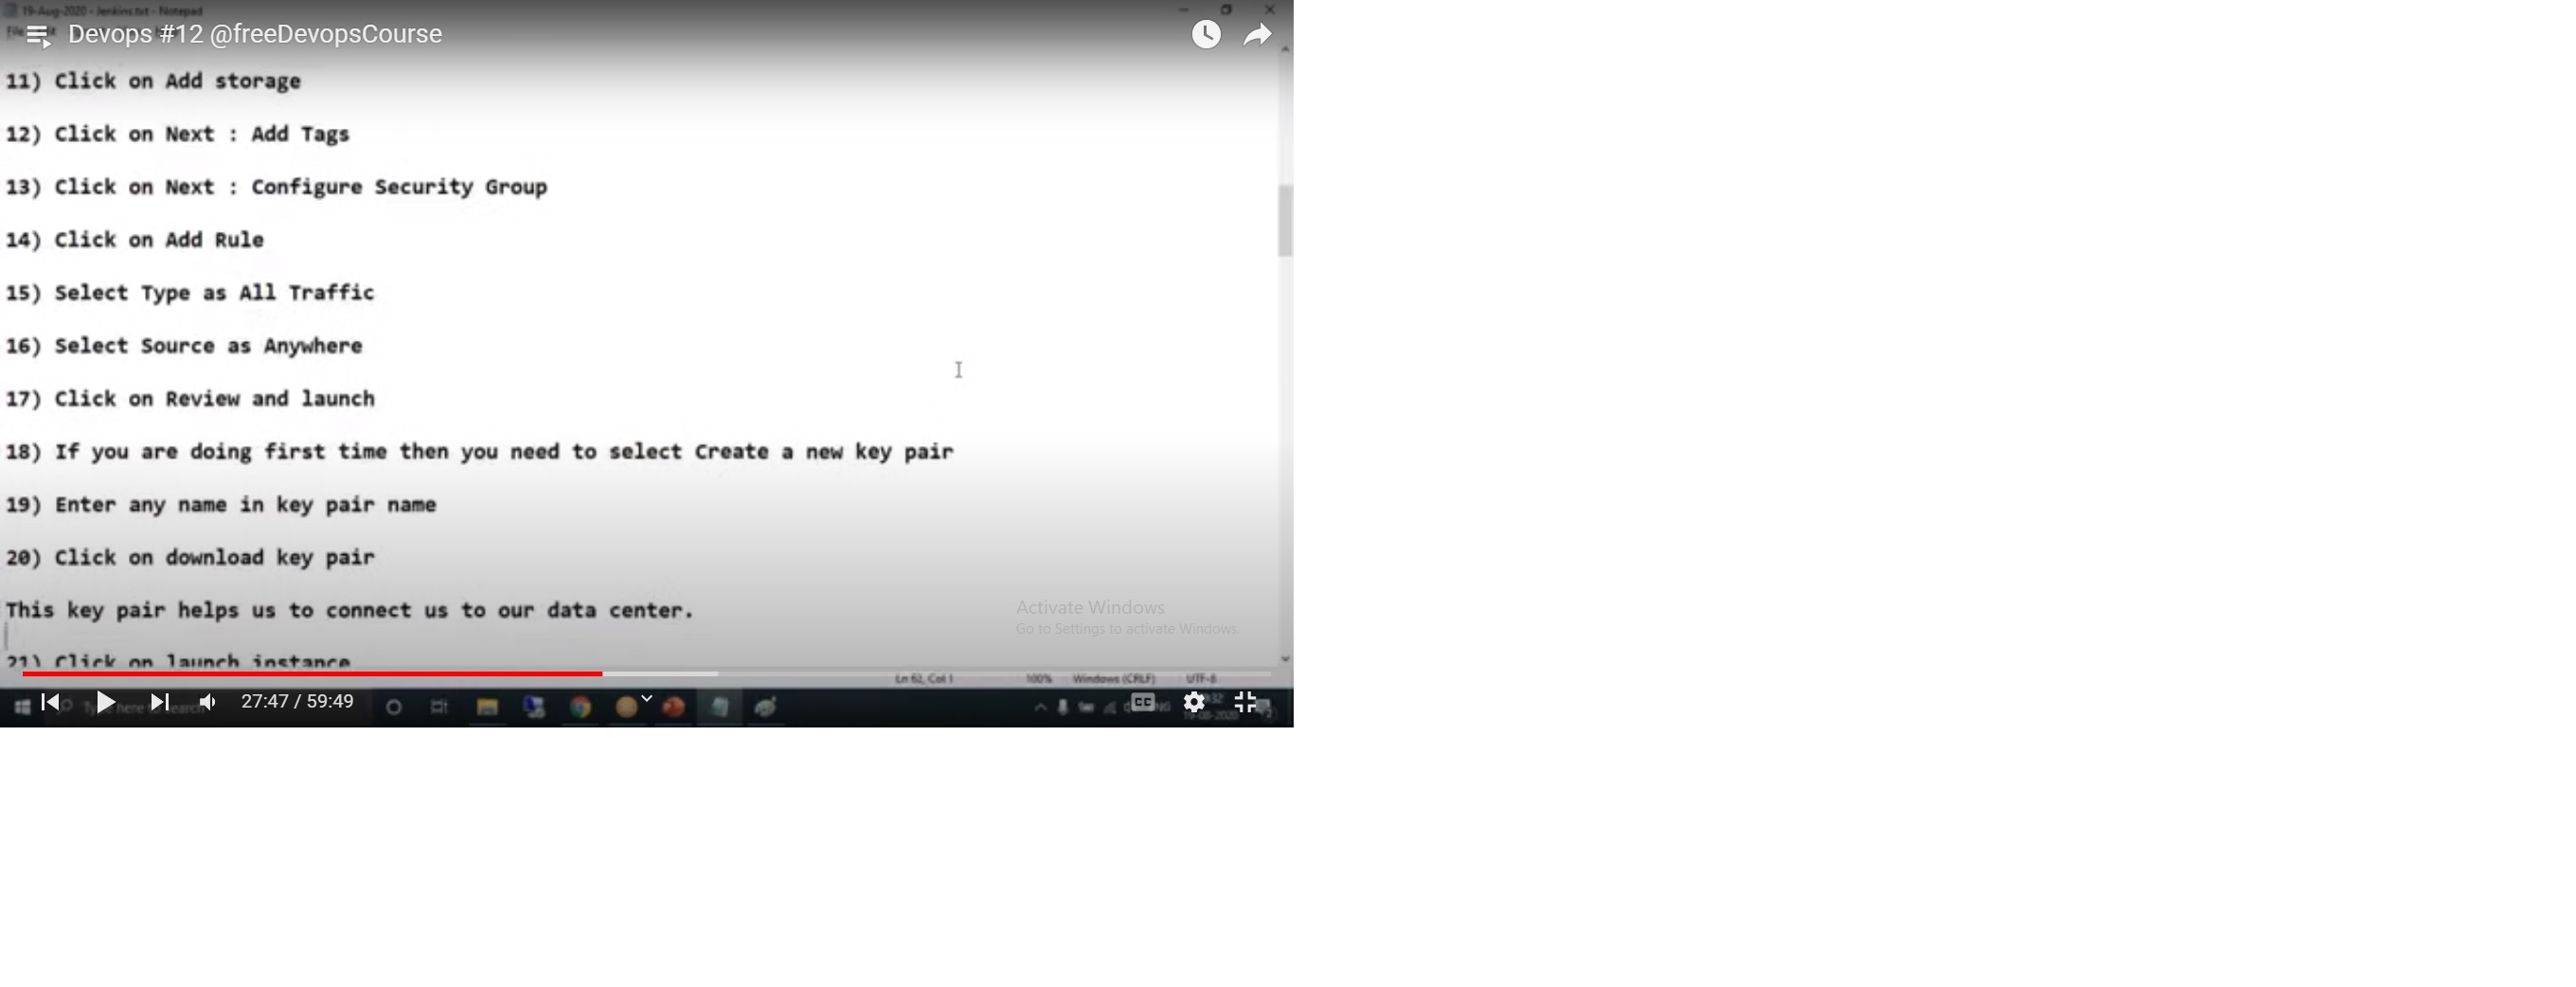 19-Aug-2020 - Jenkins.txt - Notepad
Devops #12 @freeDevopsCourse
11) Click on Add storage
12) Click on Next : Add Tags
13) Click on Next : Configure Security Group
14) Click on Add Rule
15) Select Type as All Traffic
16) Select Source as Anywhere
17) Click on Review and launch
18) If you are doing first time then you need to select Create a new key pair
19) Enter any name in key pair name
20) Click on download key pair
This key pair helps us to connect us to our data center.
Activate Windows
Go to Settings to activate Windows.
21) Click on launch instance
Ln 62, Col 1 100% Windows (CRLF) UTF-8
27:47 / 59:49
CC
19-08-2020